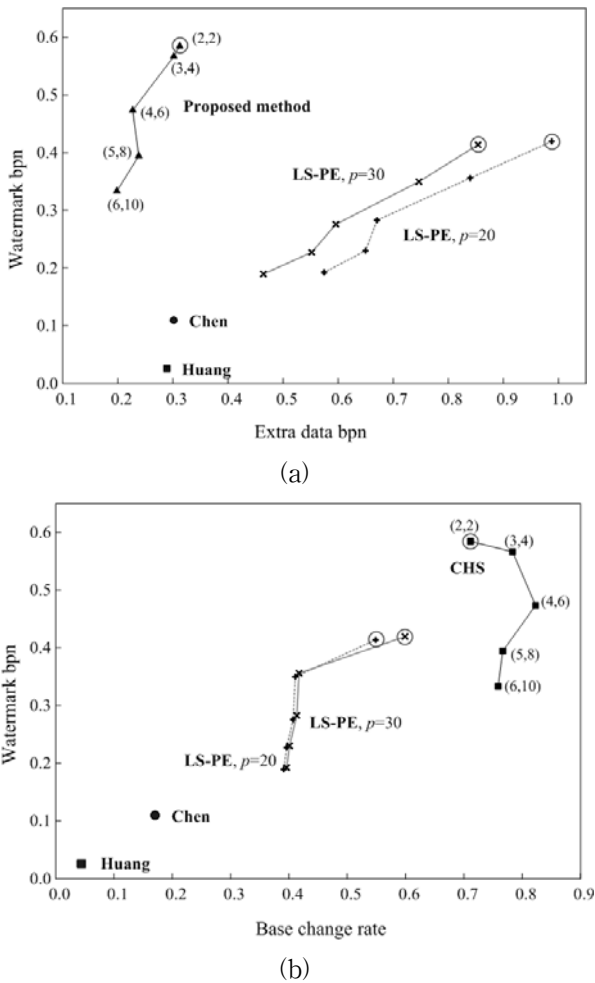 0.6
(2,2)
(3,4)
0.5
(4,6)
Proposed method
0.4
(5,8)
LS-PE, p=30
(6,10)
0.3
LS-PE, p=20
0.2
0.1
Chen
Huang
0.0
0.1 0.2 0.3 0.4 0.5 0.6 0.7 0.8 0.9 1.0
Watermark bpn
Extra data bpn
(a)
0.6
(2,2)
(3,4)
CHS
0.5
(4,6)
0.4
(5,8)
(6,10)
0.3
LS-PE, p=30
LS-PE, p=20
0.2
0.1
Chen
Huang
0.0
0.0 0.1 0.2 0.3 0.4 0.5 0.6 0.7 0.8 0.9
Watermark bpn
Base change rate
(b)